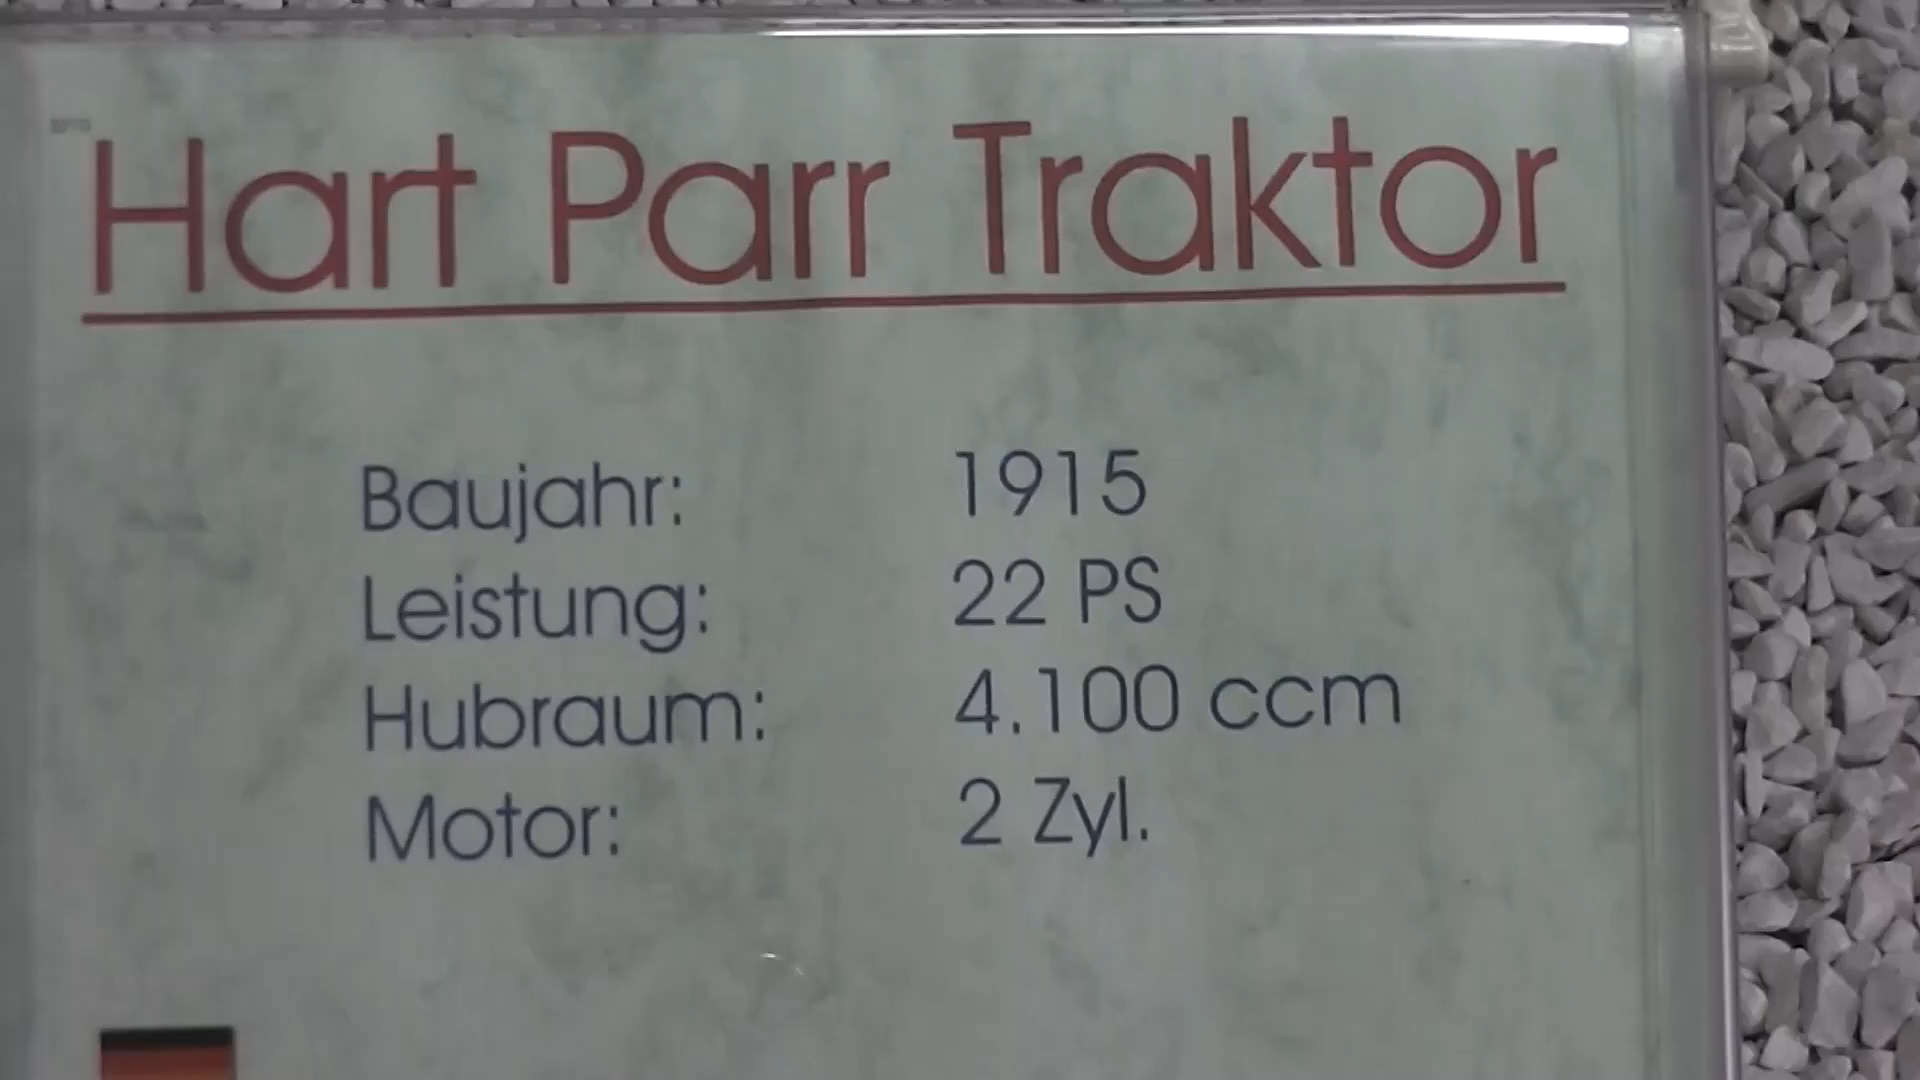 Hart Parr Traktor
Baujahr: 1915
Leistung: 22 PS
Hubraum: 4.100 ccm
Motor: 2 Zyl.